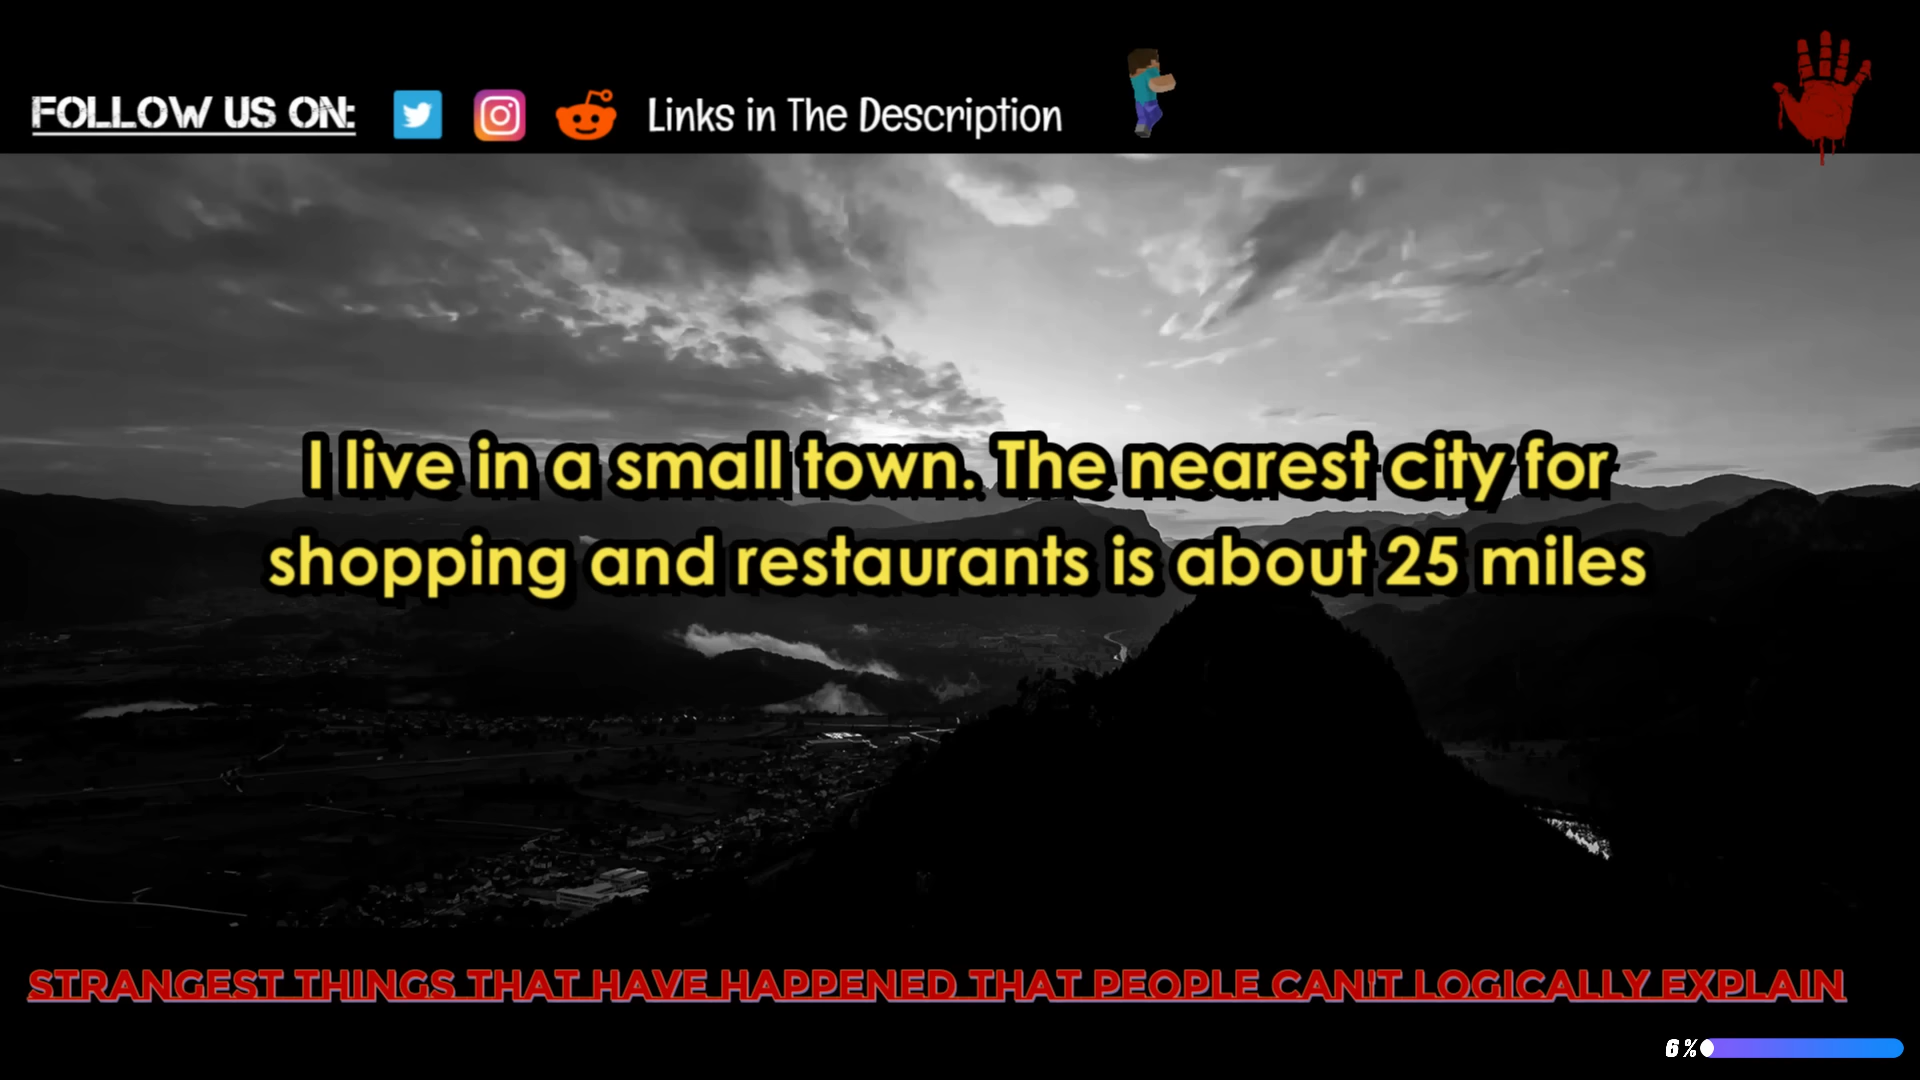 FOLLOW US ON: Links in The Description
I live in a small town. The nearest city for
shopping and restaurants is about 25 miles
STRANGEST THINGS THAT HAVE HAPPENED THAT PEOPLE CAN'T LOGICALLY EXPLAIN
6%